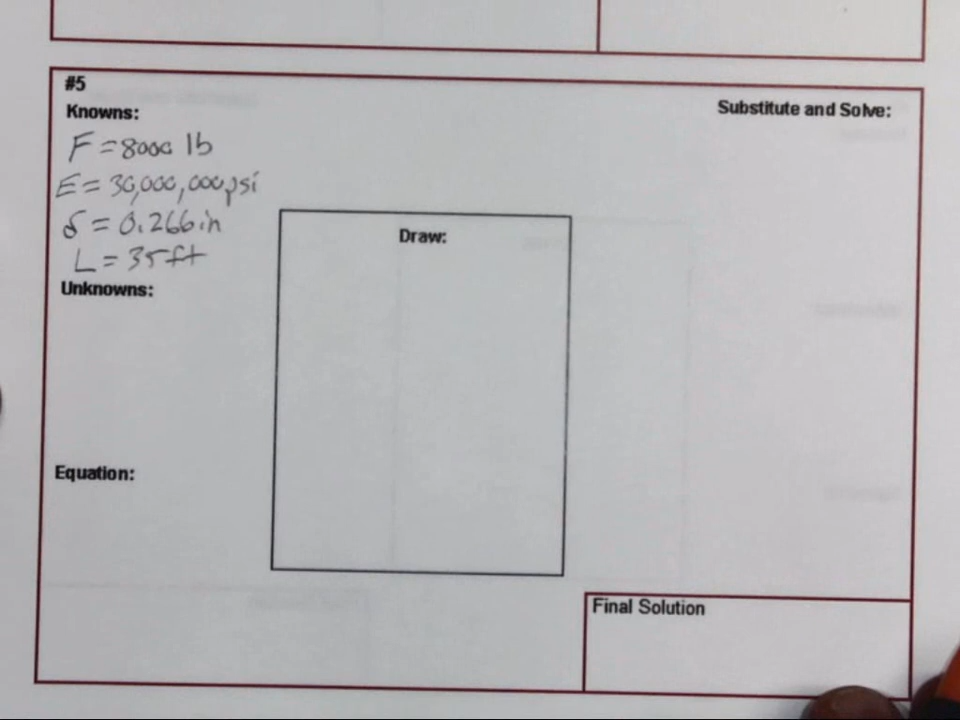 #5
Knowns:
Substitute and Solve:
F = 8000 lb
E = 30,000,000 psi
δ = 0.266 in
L = 35 ft
Draw:
Unknowns:
Equation:
Final Solution